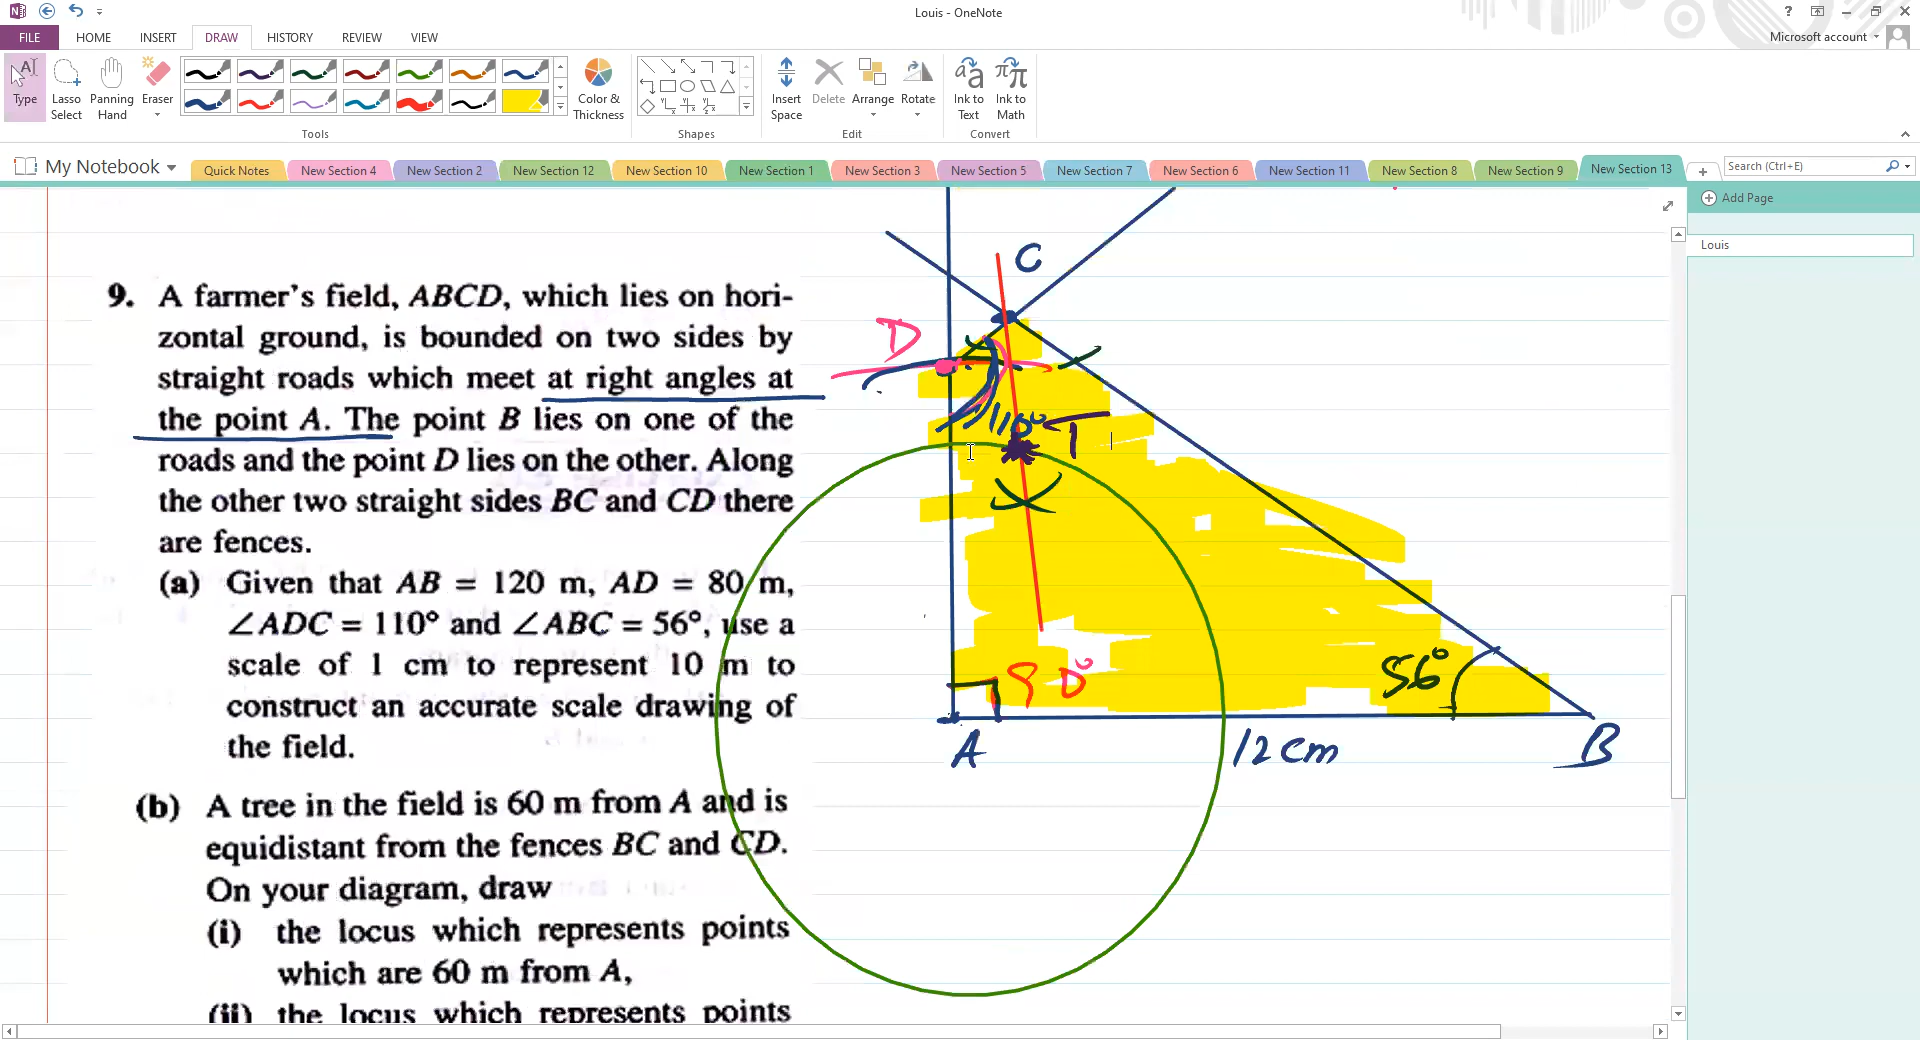 Louis - OneNote
FILE HOME INSERT DRAW HISTORY REVIEW VIEW
Microsoft account
Type
Lasso Select
Panning Hand
Eraser
Color & Thickness
Insert Space
Delete
Arrange
Rotate
Ink to Text
Ink to Math
Tools
Shapes
Edit
Convert
My Notebook
Quick Notes New Section 4 New Section 2 New Section 12 New Section 10 New Section 1 New Section 3 New Section 5 New Section 7 New Section 6 New Section 11 New Section 8 New Section 9 New Section 13
Search (Ctrl+E)
Add Page
Louis
9. A farmer's field, ABCD, which lies on hori-
zontal ground, is bounded on two sides by
straight roads which meet at right angles at
the point A. The point B lies on one of the
roads and the point D lies on the other. Along
the other two straight sides BC and CD there
are fences.
(a) Given that AB = 120 m, AD = 80 m,
∠ADC = 110° and ∠ABC = 56°, use a
scale of 1 cm to represent 10 m to
construct an accurate scale drawing of
the field.
(b) A tree in the field is 60 m from A and is
equidistant from the fences BC and CD.
On your diagram, draw
(i) the locus which represents points
which are 60 m from A,
(ii) the locus which represents points
C
D
110°
T
90°
56°
A
12 cm
B